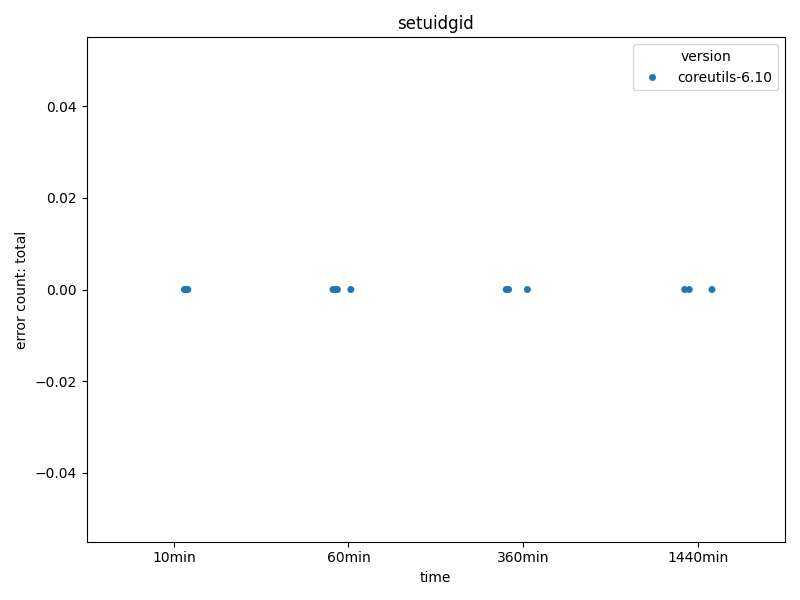 setuidgid
version
coreutils-6.10
error count: total
0.04
0.02
0.00
−0.02
−0.04
10min
60min
360min
1440min
time